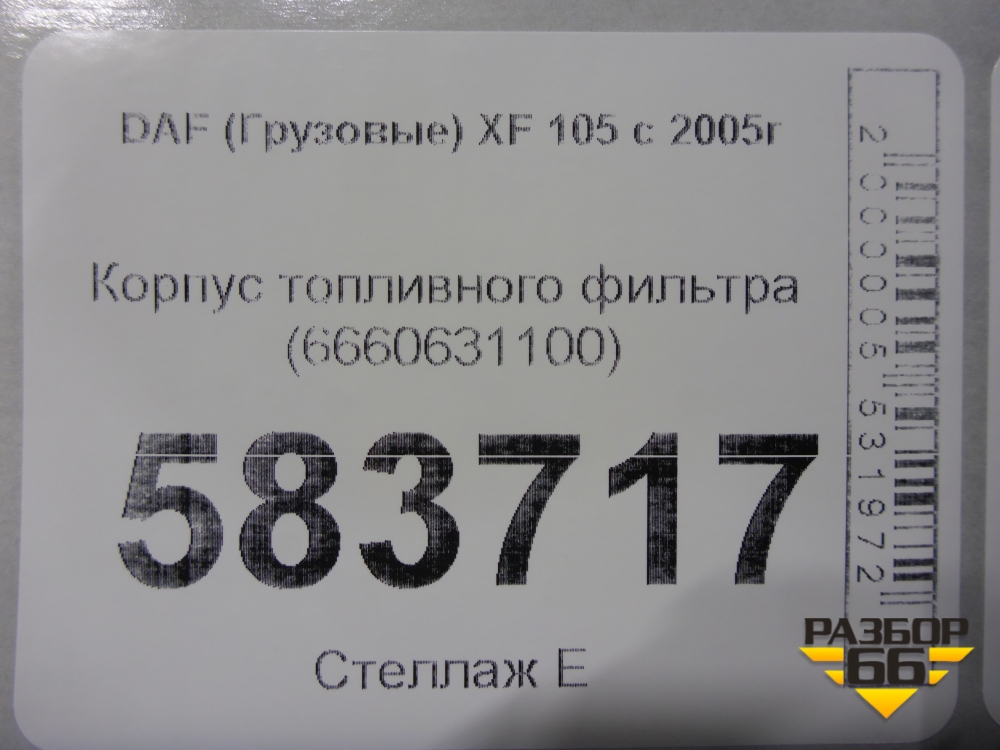 DAF (Грузовые) XF 105 с 2005г
Корпус топливного фильтра
(6660631100)
583717
Стеллаж Е
2000005531972
РАЗБОР
66